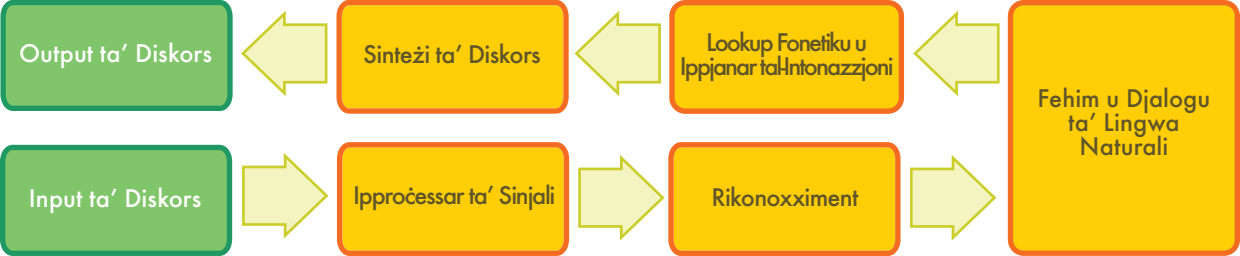 Output ta’ Diskors
Sinteżi ta’ Diskors
Lookup Fonetiku u
Ippjanar tal-Intonazzjoni
Fehim u Djalogu
ta’ Lingwa
Naturali
Input ta’ Diskors
Ipproċessar ta’ Sinjali
Rikonoxximent